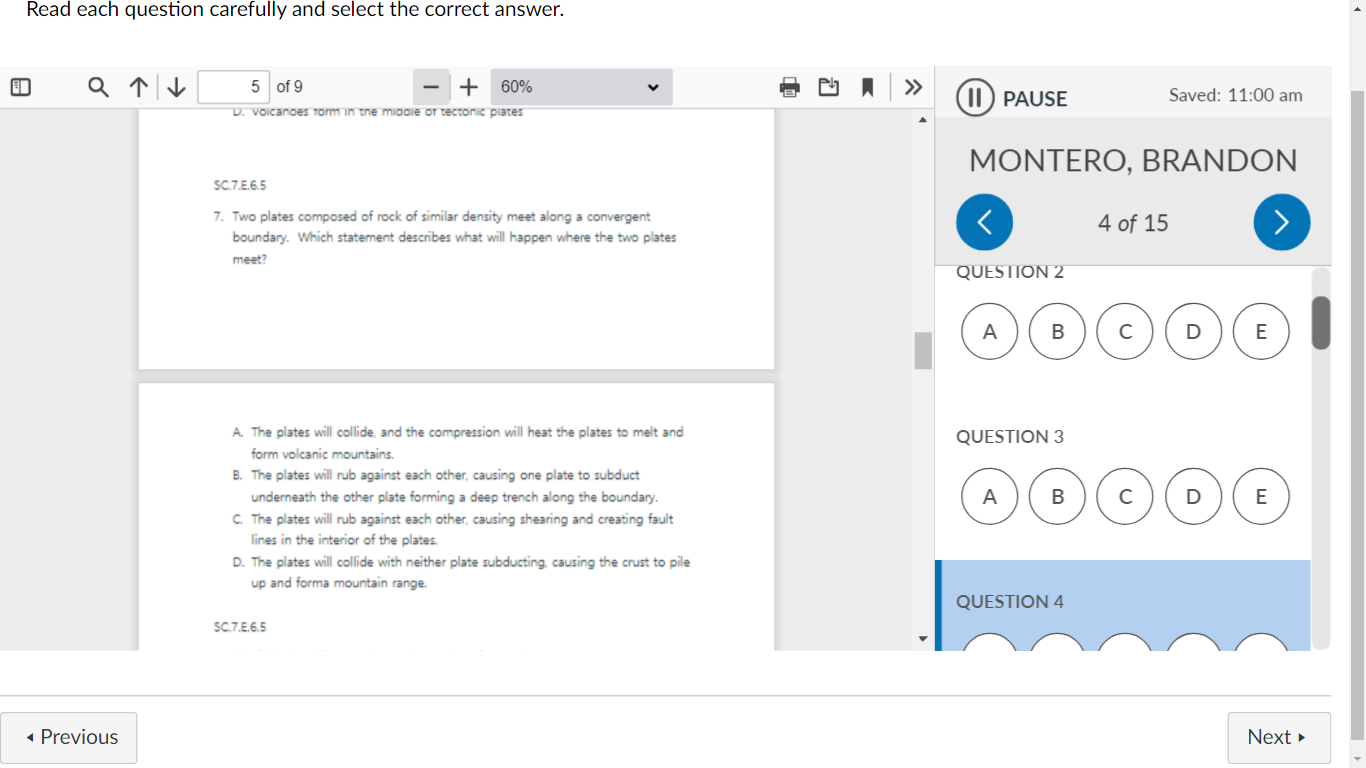 Read each question carefully and select the correct answer.
5 of 9
60%
D. Volcanoes form in the middle of tectonic plates
SC.7.E.6.5
7. Two plates composed of rock of similar density meet along a convergent
boundary. Which statement describes what will happen where the two plates
meet?
A. The plates will collide, and the compression will heat the plates to melt and
form volcanic mountains.
B. The plates will rub against each other, causing one plate to subduct
underneath the other plate forming a deep trench along the boundary.
C. The plates will rub against each other, causing shearing and creating fault
lines in the interior of the plates.
D. The plates will collide with neither plate subducting, causing the crust to pile
up and forma mountain range.
SC.7.E.6.5
PAUSE
Saved: 11:00 am
MONTERO, BRANDON
4 of 15
QUESTION 2
A B C D E
QUESTION 3
A B C D E
QUESTION 4
Previous
Next